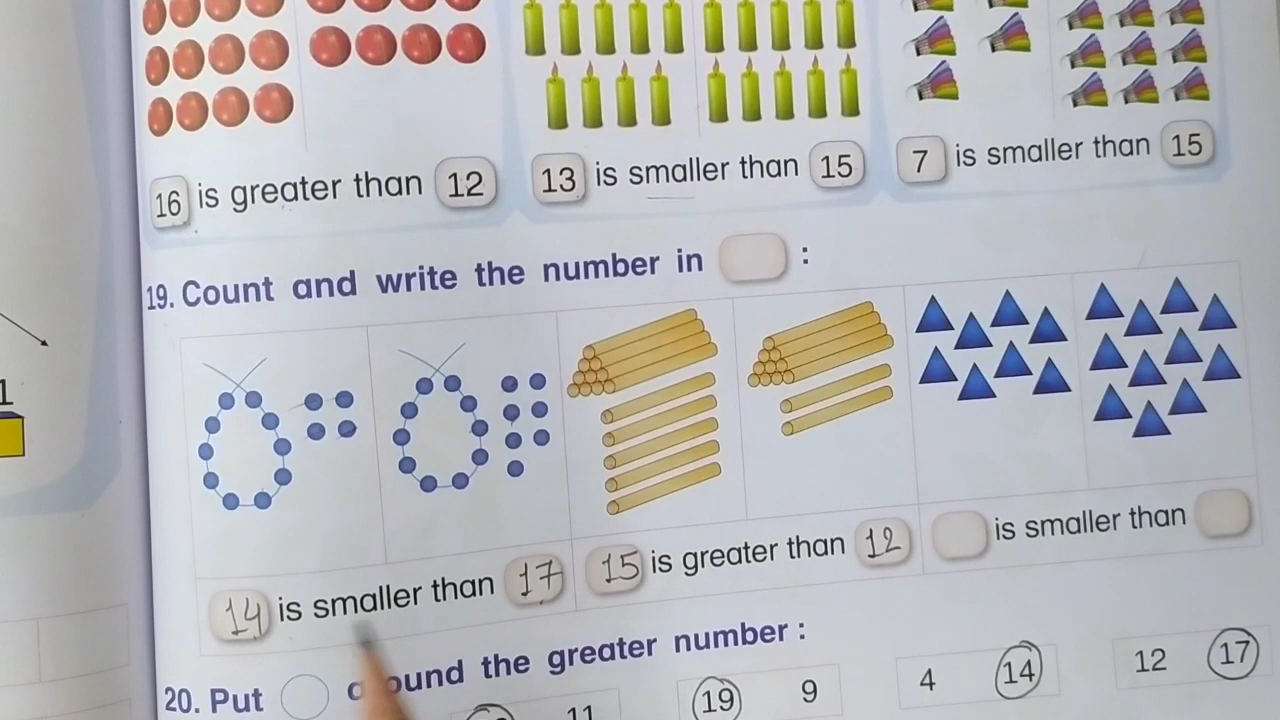 16 is greater than 12
13 is smaller than 15
7 is smaller than 15
19. Count and write the number in :
1
14 is smaller than 17
15 is greater than 12
is smaller than
20. Put around the greater number :
11
19 9
4 14
12 17